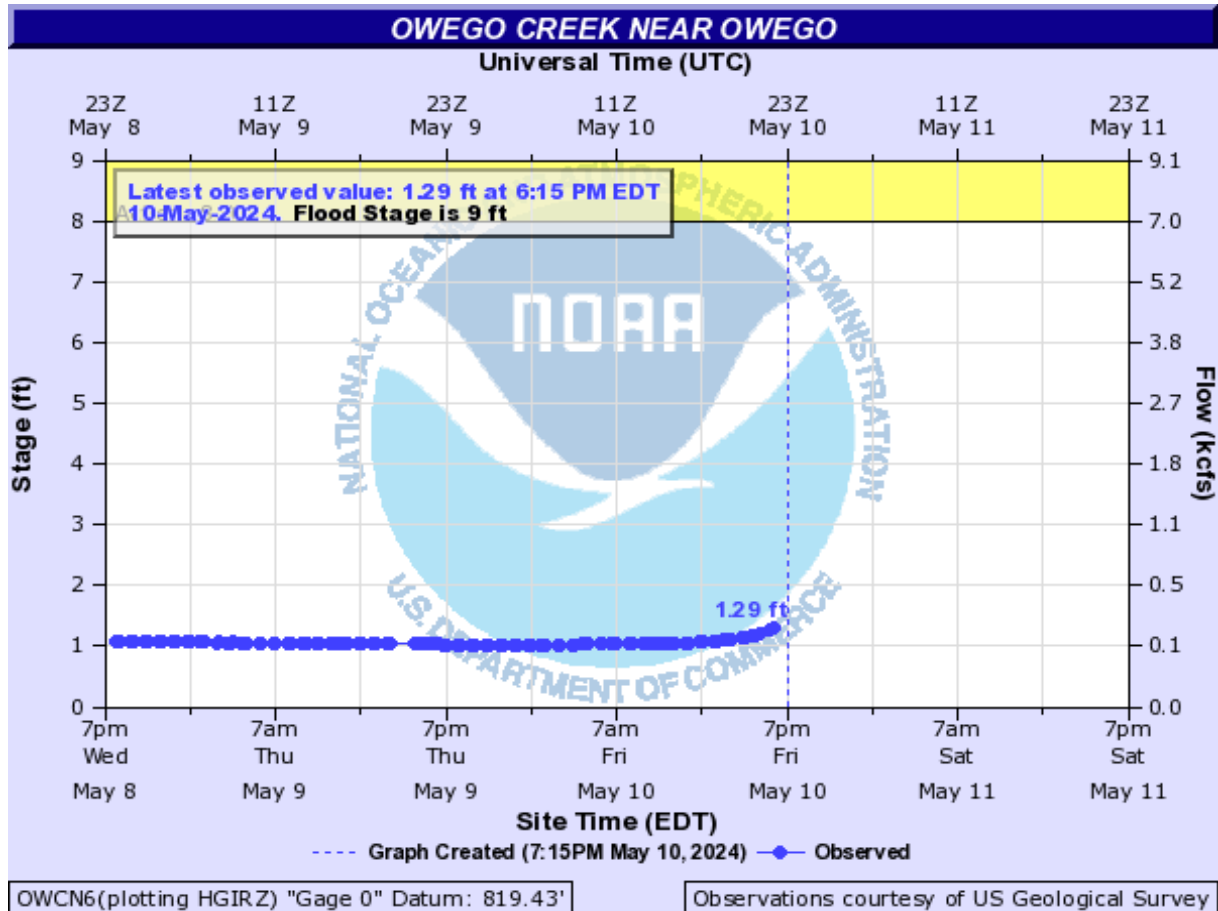 OWEGO CREEK NEAR OWEGO
Universal Time (UTC)
23Z 11Z 23Z 11Z 23Z 11Z 23Z
May 8 May 9 May 9 May 10 May 10 May 11 May 11
Latest observed value: 1.29 ft at 6:15 PM EDT
10-May-2024. Flood Stage is 9 ft
9 9.1
8 7.0
7 5.2
6 3.8
5 2.7
4 1.8
3 1.1
2 0.5
1 0.1
0 0.0
Stage (ft)
Flow (kcfs)
NATIONAL OCEANIC AND ATMOSPHERIC ADMINISTRATION
NOAA
U.S. DEPARTMENT OF COMMERCE
1.29 ft
7pm 7am 7pm 7am 7pm 7am 7pm
Wed Thu Thu Fri Fri Sat Sat
May 8 May 9 May 9 May 10 May 10 May 11 May 11
Site Time (EDT)
Graph Created (7:15PM May 10, 2024) Observed
OWCN6(plotting HGIRZ) "Gage 0" Datum: 819.43'
Observations courtesy of US Geological Survey